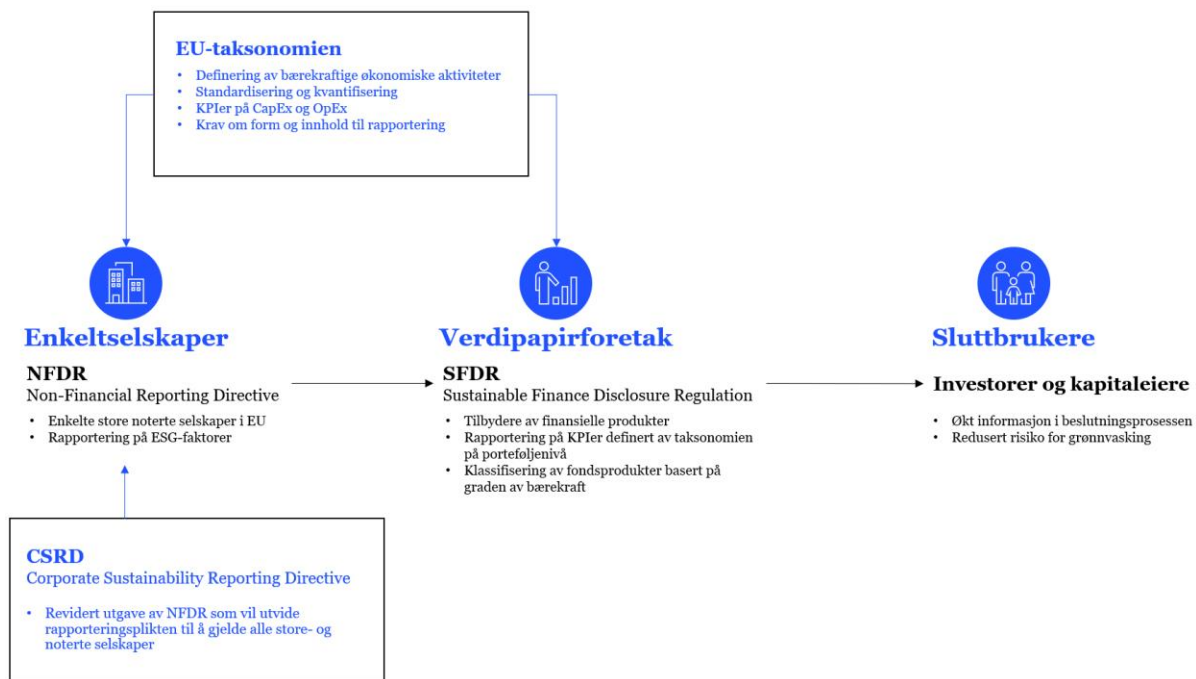 EU-taksonomien
• Definering av bærekraftige økonomiske aktiviteter
• Standardisering og kvantifisering
• KPIer på CapEx og OpEx
• Krav om form og innhold til rapportering
Enkeltselskaper
NFDR
Non-Financial Reporting Directive
• Enkelte store noterte selskaper i EU
• Rapportering på ESG-faktorer
Verdipapirforetak
SFDR
Sustainable Finance Disclosure Regulation
• Tilbydere av finansielle produkter
• Rapportering på KPIer definert av taksonomien
på porteføljenivå
• Klassifisering av fondsprodukter basert på
graden av bærekraft
Sluttbrukere
Investorer og kapitaleiere
• Økt informasjon i beslutningsprosessen
• Redusert risiko for grønnvasking
CSRD
Corporate Sustainability Reporting Directive
• Revidert utgave av NFDR som vil utvide
rapporteringsplikten til å gjelde alle store- og
noterte selskaper